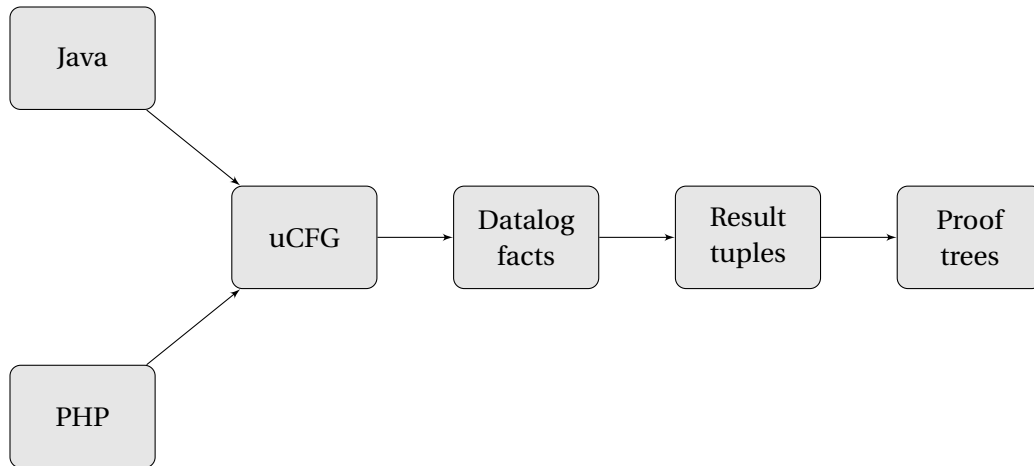 Java
uCFG
Datalog
facts
Result
tuples
Proof
trees
PHP